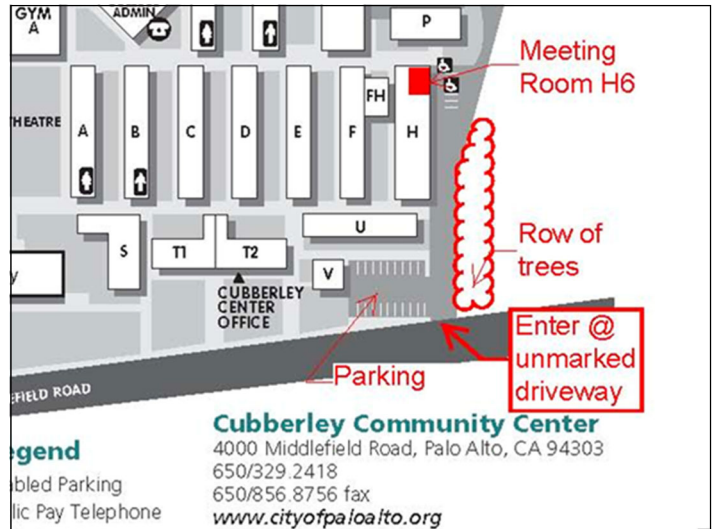 GYM
A
ADMIN
P
Meeting
Room H6
THEATRE
A
B
C
D
E
F
FH
H
U
S
T1
T2
V
Row of
trees
CUBBERLEY
CENTER
OFFICE
Enter @
unmarked
driveway
Parking
EFIELD ROAD
Cubberley Community Center
4000 Middlefield Road, Palo Alto, CA 94303
650/329.2418
650/856.8756 fax
www.cityofpaloalto.org
egend
bled Parking
lic Pay Telephone